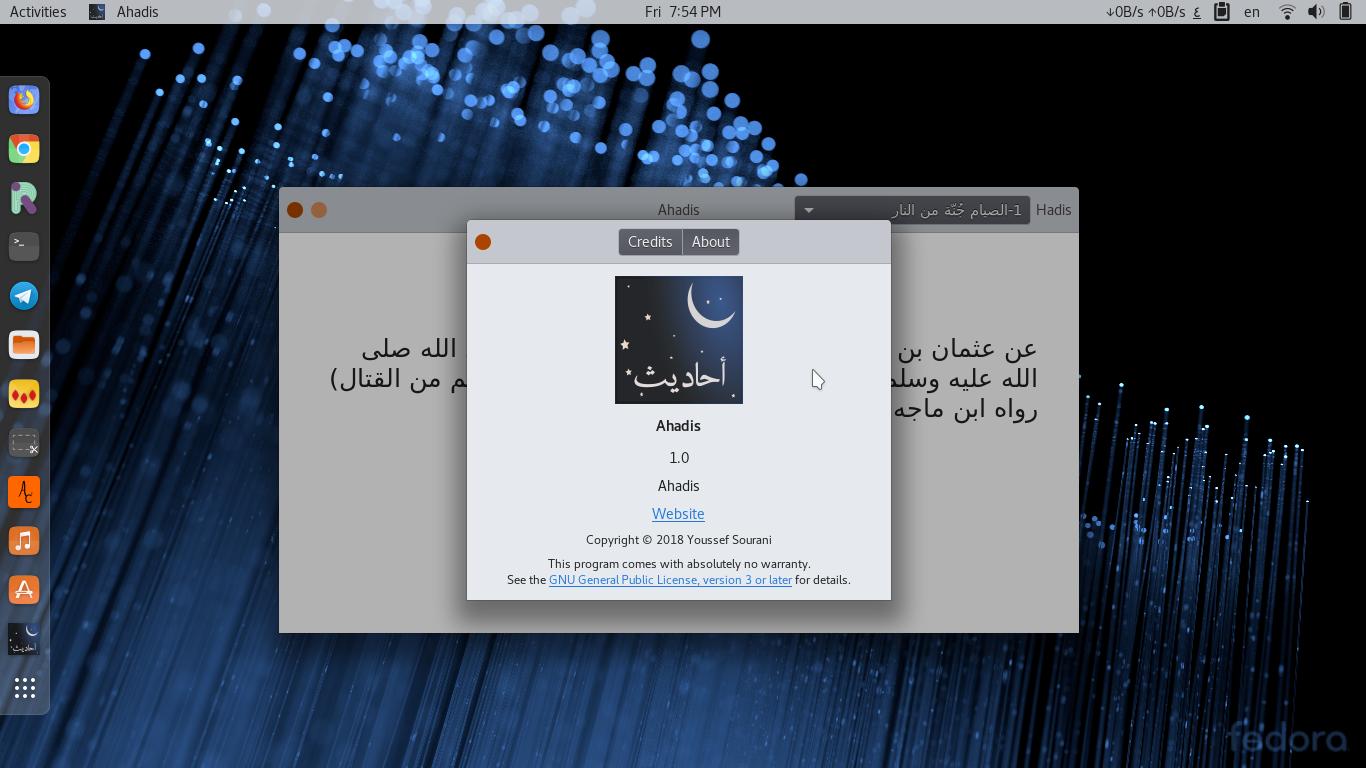 Activities
Ahadis
Fri 7:54 PM
↓0B/s ↑0B/s
ع
en
Ahadis
1-الصيام جُنّة من النار
Hadis
Credits
About
عن عثمان بن
الله صلى
الله عليه وسلم
م من القتال)
رواه ابن ماجه
أحاديث
Ahadis
1.0
Ahadis
Website
Copyright © 2018 Youssef Sourani
This program comes with absolutely no warranty.
See the GNU General Public License, version 3 or later for details.
أحاديث
fedora